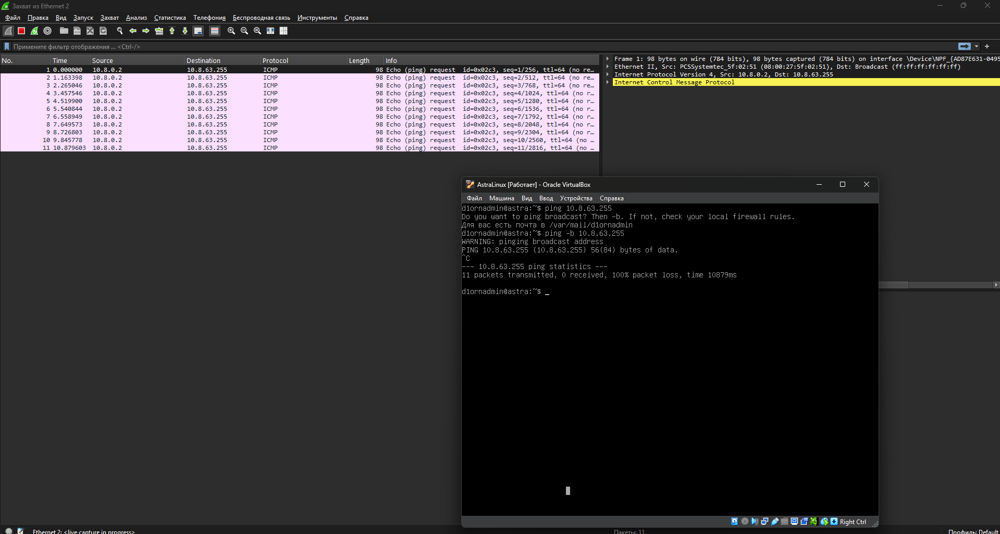 Захват из Ethernet 2
Файл Правка Вид Запуск Захват Анализ Статистика Телефония Беспроводная связь Инструменты Справка
Примените фильтр отображения ... <Ctrl-/>
No. Time Source Destination Protocol Length Info
1 0.000000 10.8.0.2 10.8.63.255 ICMP 98 Echo (ping) request id=0x02c3, seq=1/256, ttl=64 (no re…
2 1.163398 10.8.0.2 10.8.63.255 ICMP 98 Echo (ping) request id=0x02c3, seq=2/512, ttl=64 (no re…
3 2.265046 10.8.0.2 10.8.63.255 ICMP 98 Echo (ping) request id=0x02c3, seq=3/768, ttl=64 (no re…
4 3.457546 10.8.0.2 10.8.63.255 ICMP 98 Echo (ping) request id=0x02c3, seq=4/1024, ttl=64 (no r…
5 4.519900 10.8.0.2 10.8.63.255 ICMP 98 Echo (ping) request id=0x02c3, seq=5/1280, ttl=64 (no r…
6 5.540844 10.8.0.2 10.8.63.255 ICMP 98 Echo (ping) request id=0x02c3, seq=6/1536, ttl=64 (no r…
7 6.558949 10.8.0.2 10.8.63.255 ICMP 98 Echo (ping) request id=0x02c3, seq=7/1792, ttl=64 (no r…
8 7.649573 10.8.0.2 10.8.63.255 ICMP 98 Echo (ping) request id=0x02c3, seq=8/2048, ttl=64 (no r…
9 8.726803 10.8.0.2 10.8.63.255 ICMP 98 Echo (ping) request id=0x02c3, seq=9/2304, ttl=64 (no r…
10 9.845778 10.8.0.2 10.8.63.255 ICMP 98 Echo (ping) request id=0x02c3, seq=10/2560, ttl=64 (no …
11 10.879603 10.8.0.2 10.8.63.255 ICMP 98 Echo (ping) request id=0x02c3, seq=11/2816, ttl=64 (no …
Frame 1: 98 bytes on wire (784 bits), 98 bytes captured (784 bits) on interface \Device\NPF_{AD87E631-0495
Ethernet II, Src: PCSSystemtec_5f:02:51 (08:00:27:5f:02:51), Dst: Broadcast (ff:ff:ff:ff:ff:ff)
Internet Protocol Version 4, Src: 10.8.0.2, Dst: 10.8.63.255
Internet Control Message Protocol
AstraLinux [Работает] - Oracle VirtualBox
Файл Машина Вид Ввод Устройства Справка
d1ornadmin@astra:~$ ping 10.8.63.255
Do you want to ping broadcast? Then -b. If not, check your local firewall rules.
Для вас есть почта в /var/mail/d1ornadmin
d1ornadmin@astra:~$ ping -b 10.8.63.255
WARNING: pinging broadcast address
PING 10.8.63.255 (10.8.63.255) 56(84) bytes of data.
^C
--- 10.8.63.255 ping statistics ---
11 packets transmitted, 0 received, 100% packet loss, time 10879ms
d1ornadmin@astra:~$ _
Right Ctrl
Ethernet 2: <live capture in progress>
Пакеты: 11
Профиль: Default